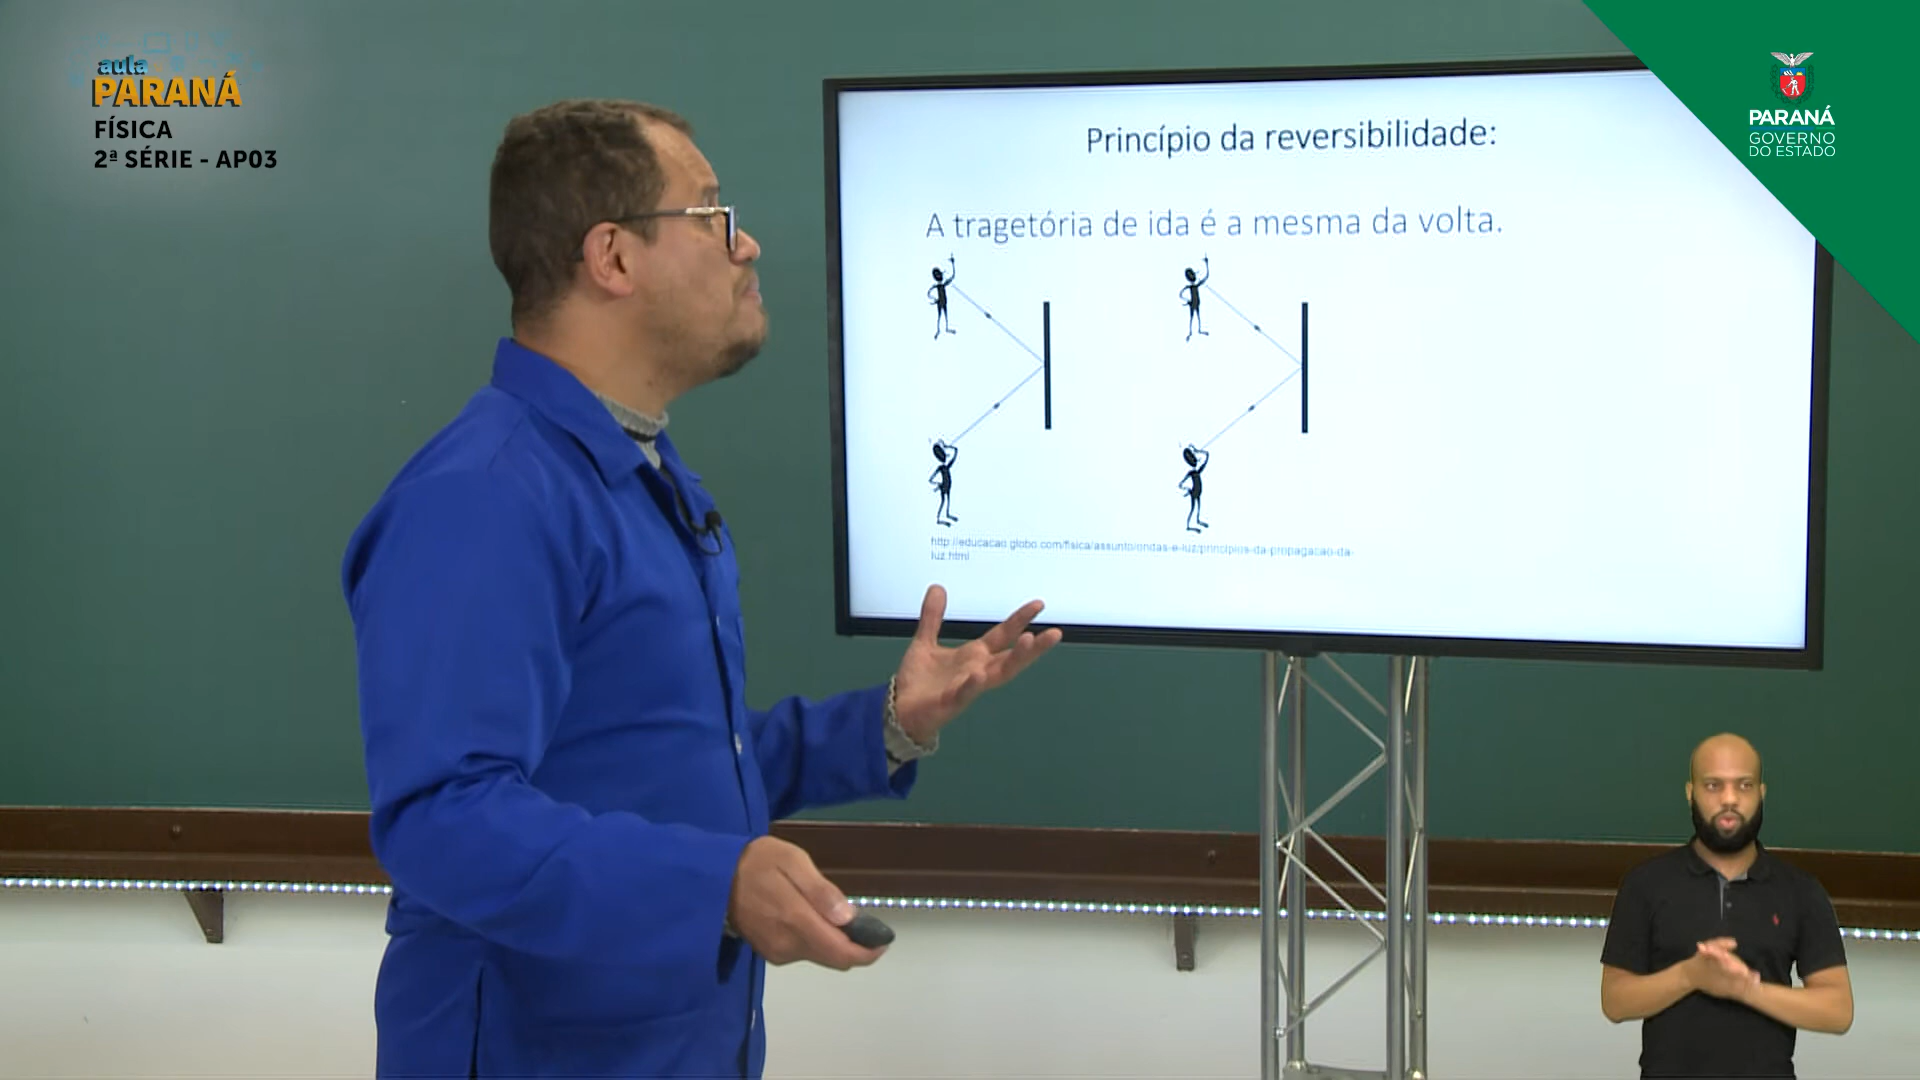 aula
PARANÁ
FÍSICA
2ª SÉRIE - AP03
PARANÁ
GOVERNO
DO ESTADO
Princípio da reversibilidade:
A tragetória de ida é a mesma da volta.
http://educacao.globo.com/fisica/assunto/ondas-e-luz/principios-da-propagacao-da-
luz.html